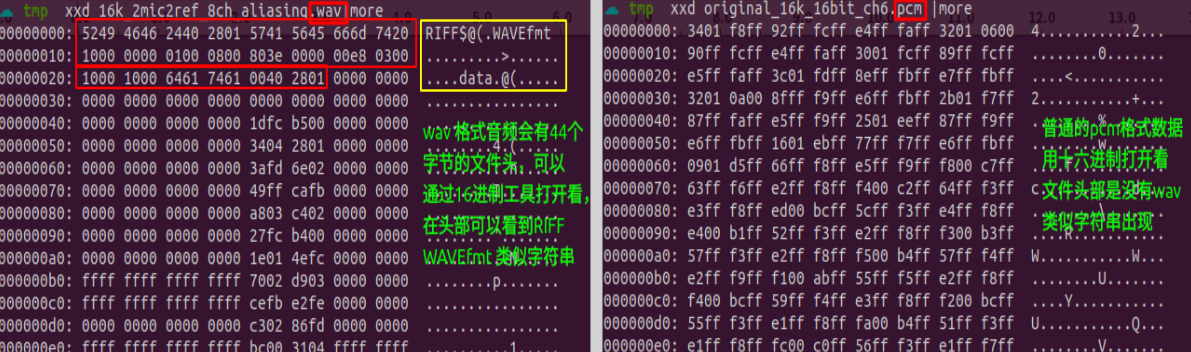 tmp xxd 16k_2mic2ref_8ch_aliasing.wav more
00000000: 5249 4646 2440 2801 5741 5645 666d 7420 RIFF$@(.WAVEfmt
00000010: 1000 0000 0100 0800 803e 0000 00e8 0300 .........>......
00000020: 1000 1000 6461 7461 0040 2801 0000 0000 ....data.@(.....
00000030: 0000 0000 0000 0000 0000 0000 0000 0000 ................
00000040: 0000 0000 0000 0000 1dfc b500 0000 0000
00000050: 0000 0000 0000 0000 3404 2801 0000 0000
00000060: 0000 0000 0000 0000 3afd 6e02 0000 0000
00000070: 0000 0000 0000 0000 49ff cafb 0000 0000
00000080: 0000 0000 0000 0000 a803 c402 0000 0000
00000090: 0000 0000 0000 0000 27fc b400 0000 0000
000000a0: 0000 0000 0000 0000 1e01 4efc 0000 0000
000000b0: ffff ffff ffff ffff 7002 d903 0000 0000 ........p.......
000000c0: ffff ffff ffff ffff cefb e2fe 0000 0000 ................
000000d0: 0000 0000 0000 0000 c302 86fd 0000 0000 ................
000000e0: ffff ffff ffff ffff bc00 3104 ffff ffff ..........1.....
wav 格式音频会有44个
字节的文件头，可以
通过16进制工具打开看，
在头部可以看到RIFF
WAVEfmt 类似字符串
tmp xxd original_16k_16bit_ch6.pcm |more
00000000: 3401 f8ff 92ff fcff e4ff faff 3201 0600 4...........2...
00000010: 90ff fcff e4ff faff 3001 fcff 89ff fcff ........0.......
00000020: e5ff faff 3c01 fdff 8eff fbff e7ff fbff ....<...........
00000030: 3201 0a00 8fff f9ff e6ff fbff 2b01 f7ff 2...........+...
00000040: 87ff faff e5ff f9ff 2501 eeff 87ff f9ff
00000050: e6ff fbff 1601 ebff 77ff f7ff e6ff fbff
00000060: 0901 d5ff 66ff f8ff e5ff f9ff f800 c7ff
00000070: 63ff f6ff e2ff f8ff f400 c2ff 64ff f3ff
00000080: e3ff f8ff ed00 bcff 5cff f3ff e4ff f8ff
00000090: e400 b1ff 52ff f3ff e2ff f8ff f300 b3ff
000000a0: 57ff f3ff e2ff f8ff f500 b4ff 57ff f4ff W...........W...
000000b0: e2ff f9ff f100 abff 55ff f5ff e2ff f8ff ........U.......
000000c0: f400 bcff 59ff f4ff e3ff f8ff f200 bcff ....Y...........
000000d0: 55ff f3ff e1ff f8ff fa00 b4ff 51ff f3ff U...........Q...
000000e0: e1ff f8ff fc00 c0ff 56ff f3ff e1ff f7ff ........V.......
普通的pcm格式数据
用十六进制打开看
文件头部是没有wav
类似字符串出现